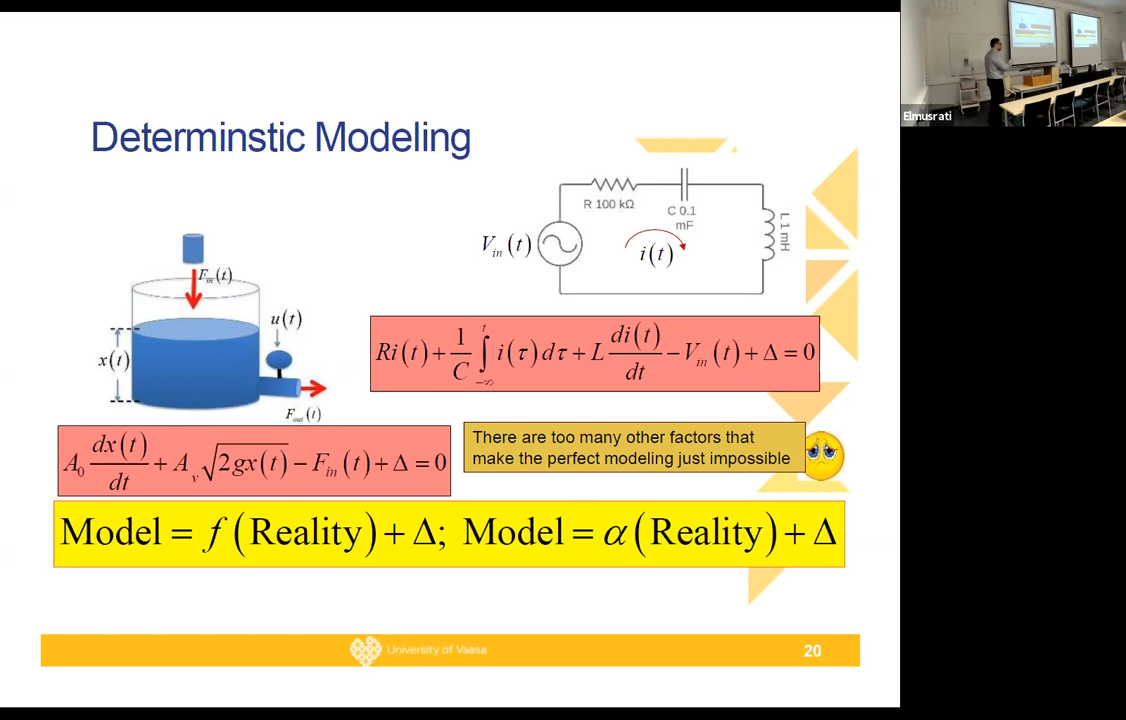 Elmusrati
Determinstic Modeling
R 100 kΩ
C 0.1
mF
L 1 mH
V_in (t)
i(t)
F_in (t)
u(t)
x(t)
F_out (t)
Ri(t) + 1/C ∫_{-∞}^{t} i(τ)dτ + L di(t)/dt − V_in (t) + Δ = 0
A_0 dx(t)/dt + A_v √2gx(t) − F_in (t) + Δ = 0
There are too many other factors that
make the perfect modeling just impossible
Model = f (Reality) + Δ; Model = α (Reality) + Δ
University of Vaasa
20